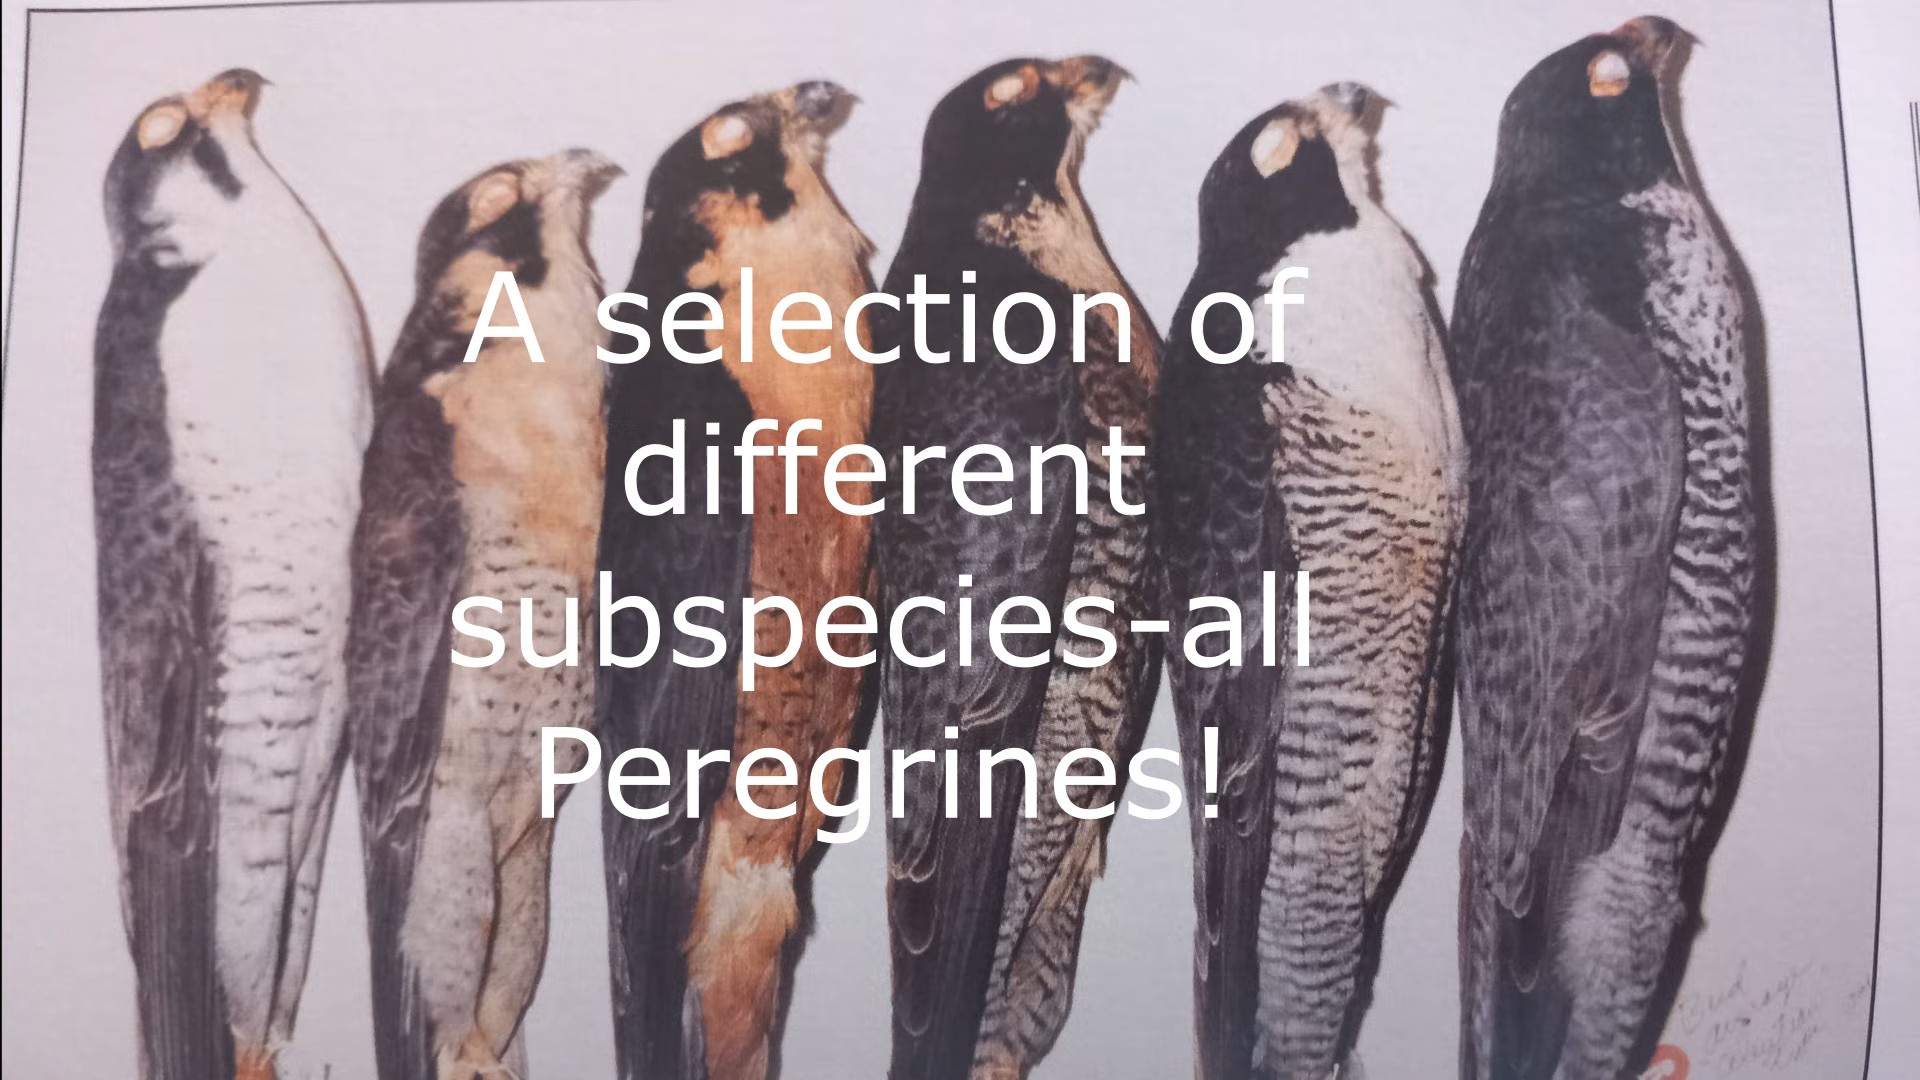 A selection of
different
subspecies-all
Peregrines!